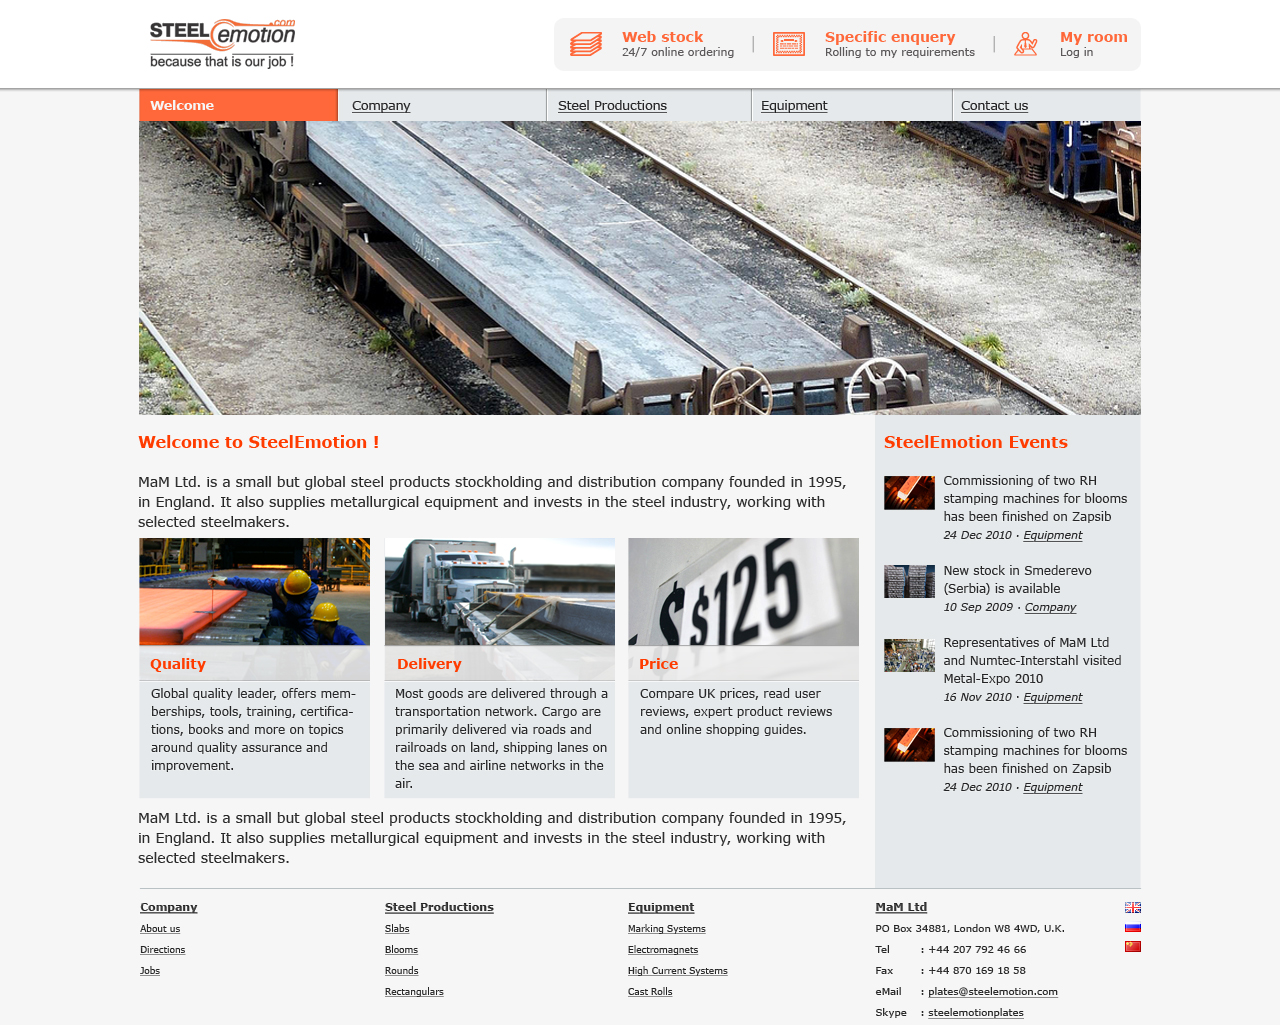 STEEL emotion .com
because that is our job !
Web stock
24/7 online ordering
Specific enquery
Rolling to my requirements
My room
Log in
Welcome
Company
Steel Productions
Equipment
Contact us
Welcome to SteelEmotion !
MaM Ltd. is a small but global steel products stockholding and distribution company founded in 1995,
in England. It also supplies metallurgical equipment and invests in the steel industry, working with
selected steelmakers.
$
$125
Quality
Global quality leader, offers mem-
berships, tools, training, certifica-
tions, books and more on topics
around quality assurance and
improvement.
Delivery
Most goods are delivered through a
transportation network. Cargo are
primarily delivered via roads and
railroads on land, shipping lanes on
the sea and airline networks in the
air.
Price
Compare UK prices, read user
reviews, expert product reviews
and online shopping guides.
MaM Ltd. is a small but global steel products stockholding and distribution company founded in 1995,
in England. It also supplies metallurgical equipment and invests in the steel industry, working with
selected steelmakers.
SteelEmotion Events
Commissioning of two RH
stamping machines for blooms
has been finished on Zapsib
24 Dec 2010 · Equipment
New stock in Smederevo
(Serbia) is available
10 Sep 2009 · Company
Representatives of MaM Ltd
and Numtec-Interstahl visited
Metal-Expo 2010
16 Nov 2010 · Equipment
Commissioning of two RH
stamping machines for blooms
has been finished on Zapsib
24 Dec 2010 · Equipment
Company
About us
Directions
Jobs
Steel Productions
Slabs
Blooms
Rounds
Rectangulars
Equipment
Marking Systems
Electromagnets
High Current Systems
Cast Rolls
MaM Ltd
PO Box 34881, London W8 4WD, U.K.
Tel : +44 207 792 46 66
Fax : +44 870 169 18 58
eMail : plates@steelemotion.com
Skype : steelemotionplates